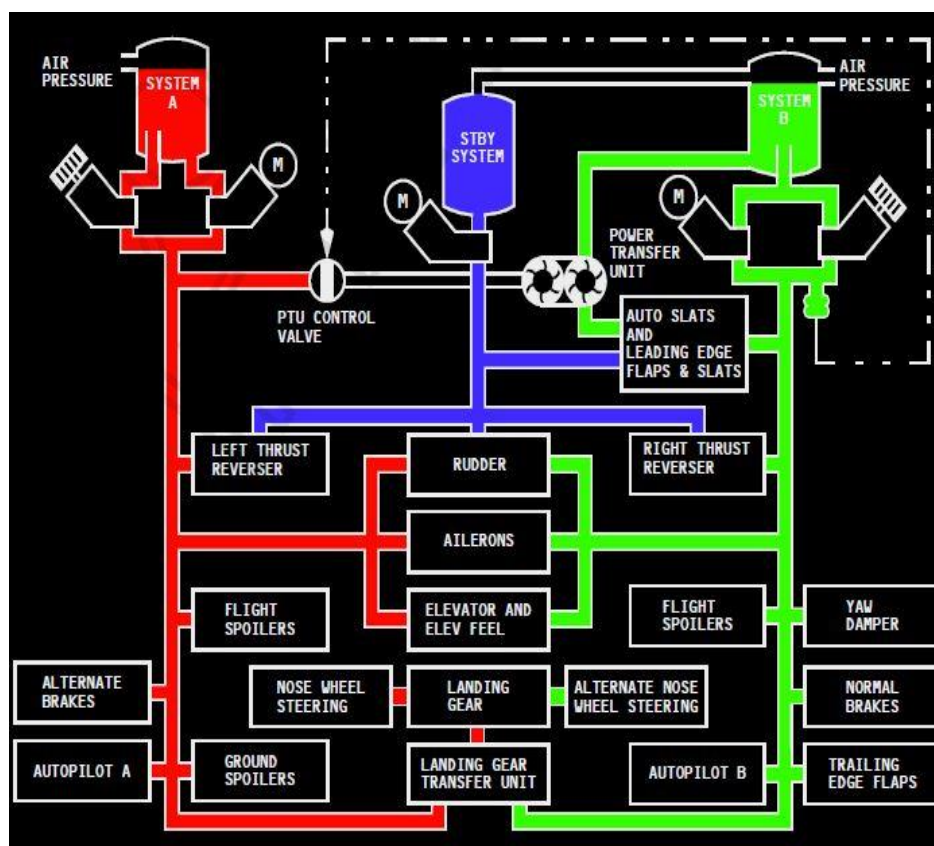 AIR
PRESSURE
SYSTEM
A
M
STBY
SYSTEM
M
AIR
PRESSURE
SYSTEM
B
M
POWER
TRANSFER
UNIT
PTU CONTROL
VALVE
AUTO SLATS
AND
LEADING EDGE
FLAPS & SLATS
LEFT THRUST
REVERSER
RUDDER
RIGHT THRUST
REVERSER
AILERONS
FLIGHT
SPOILERS
ELEVATOR AND
ELEV FEEL
FLIGHT
SPOILERS
YAW
DAMPER
ALTERNATE
BRAKES
NOSE WHEEL
STEERING
LANDING
GEAR
ALTERNATE NOSE
WHEEL STEERING
NORMAL
BRAKES
AUTOPILOT A
GROUND
SPOILERS
LANDING GEAR
TRANSFER UNIT
AUTOPILOT B
TRAILING
EDGE FLAPS